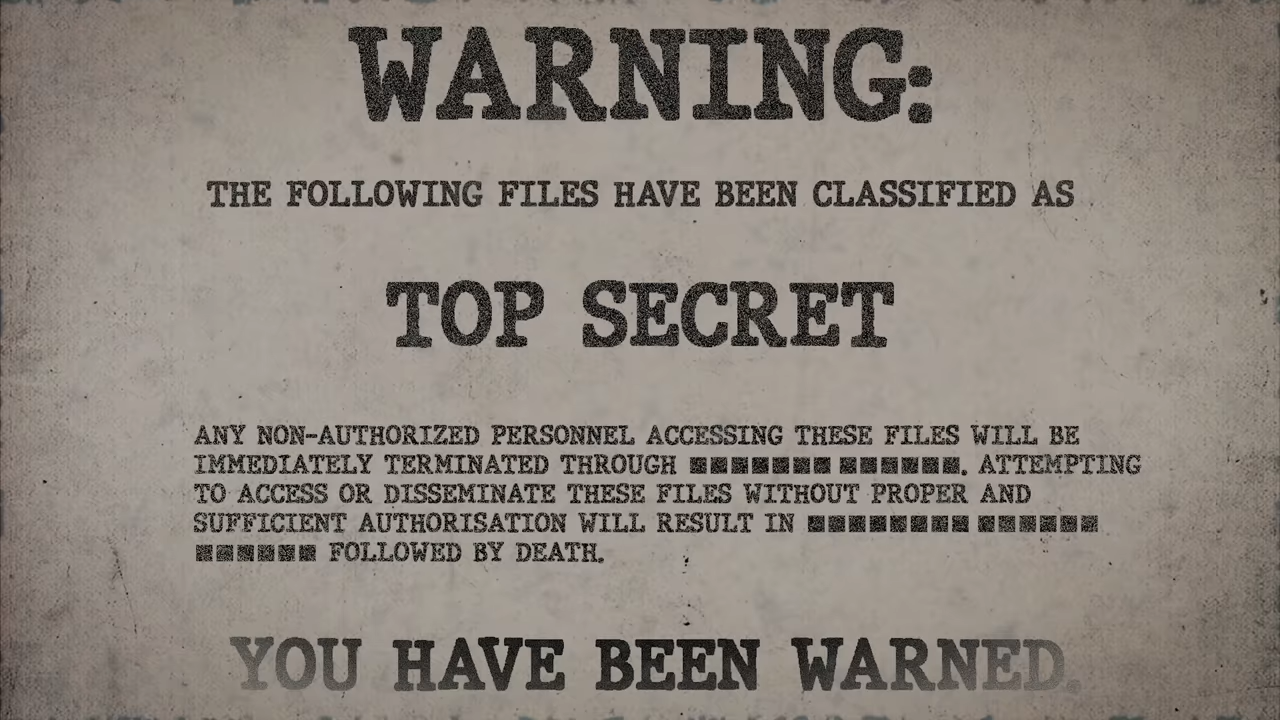 WARNING:
THE FOLLOWING FILES HAVE BEEN CLASSIFIED AS
TOP SECRET
ANY NON-AUTHORIZED PERSONNEL ACCESSING THESE FILES WILL BE
IMMEDIATELY TERMINATED THROUGH ■■■■■■■ ■■■■■■. ATTEMPTING
TO ACCESS OR DISSEMINATE THESE FILES WITHOUT PROPER AND
SUFFICIENT AUTHORISATION WILL RESULT IN ■■■■■■■■ ■■■■■■
■■■■■■ FOLLOWED BY DEATH.
YOU HAVE BEEN WARNED.